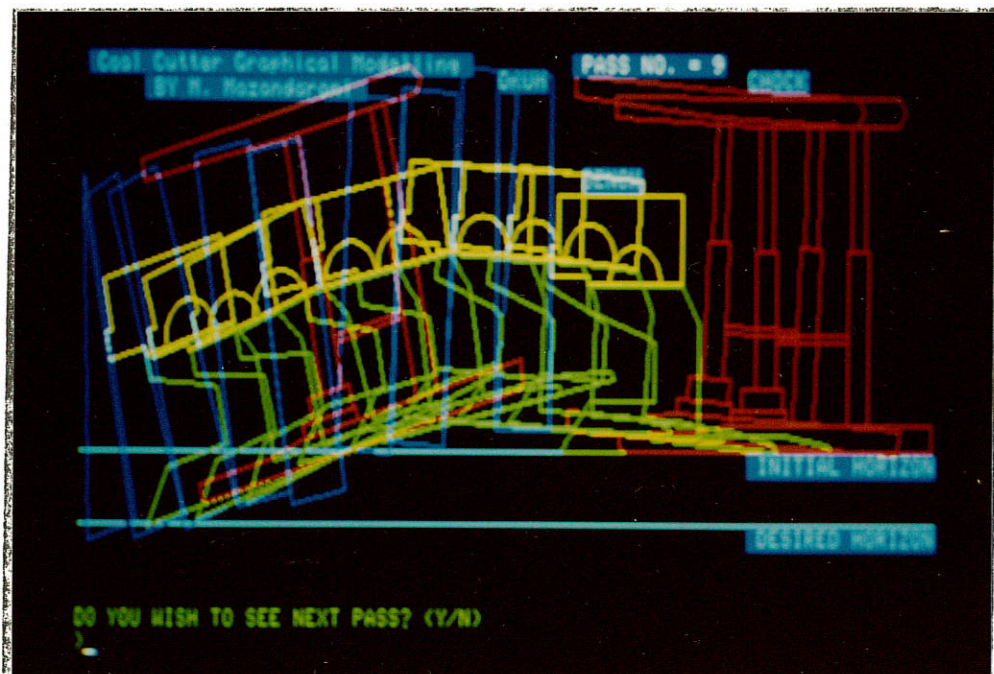 Coal Cutter Graphical Modelling
BY M. Mozendaran
PASS NO. = 9
DRUM
CHOCK
INITIAL HORIZON
DESIRED HORIZON
DO YOU WISH TO SEE NEXT PASS? (Y/N)
>_